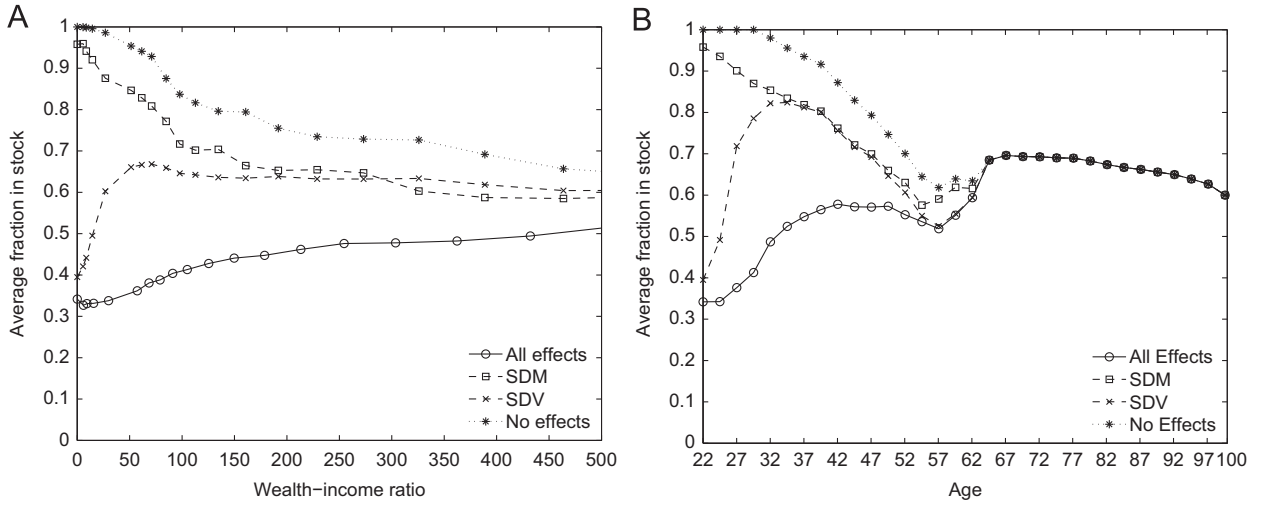 A
Average fraction in stock
1
0.9
0.8
0.7
0.6
0.5
0.4
0.3
0.2
0.1
0
All effects
SDM
SDV
No effects
0 50 100 150 200 250 300 350 400 450 500
Wealth−income ratio
B
Average fraction in stock
1
0.9
0.8
0.7
0.6
0.5
0.4
0.3
0.2
0.1
0
All Effects
SDM
SDV
No Effects
22 27 32 37 42 47 52 57 62 67 72 77 82 87 92 97 100
Age